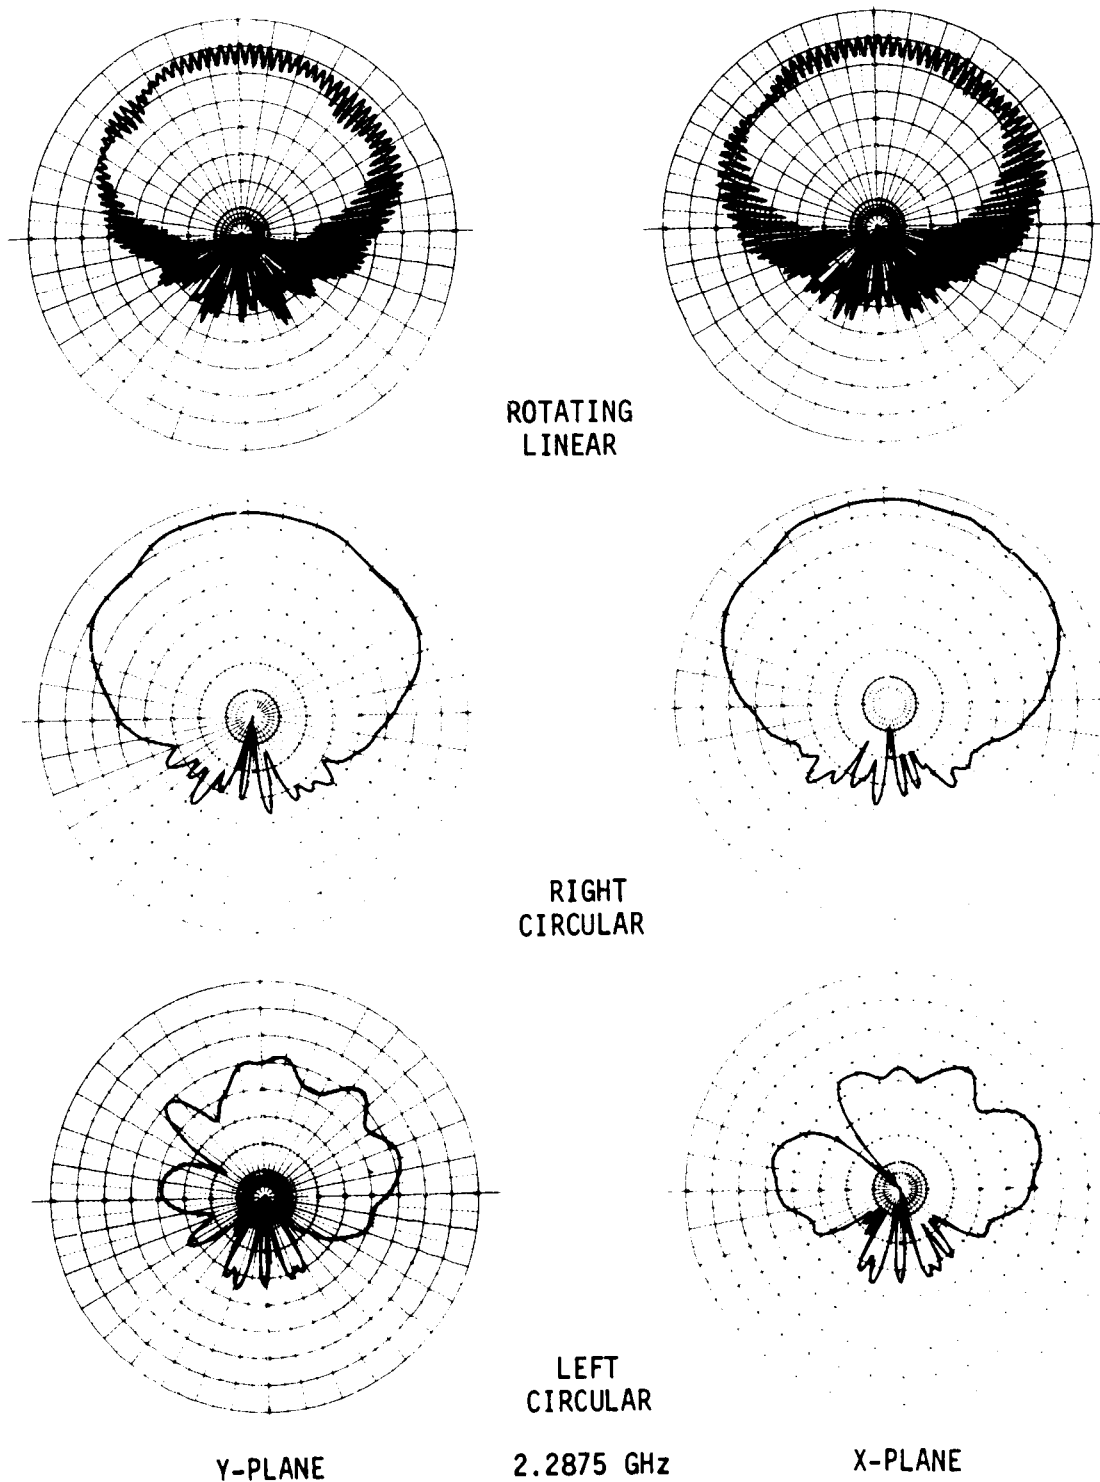 ROTATING
LINEAR
RIGHT
CIRCULAR
LEFT
CIRCULAR
Y-PLANE
2.2875 GHz
X-PLANE